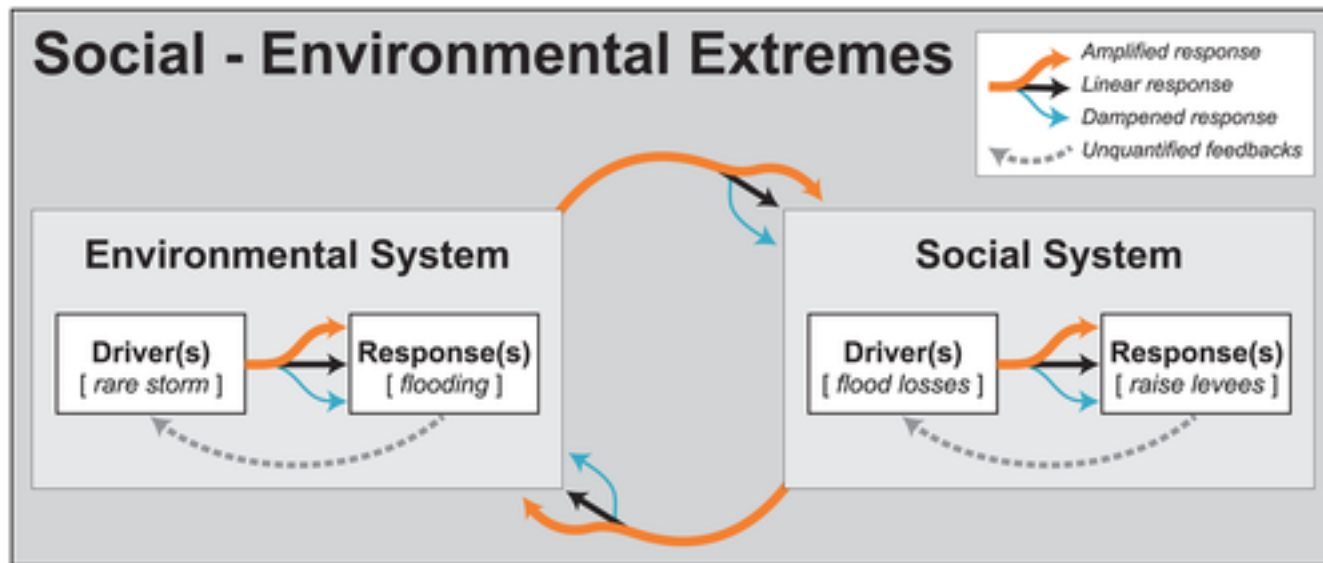 Social - Environmental Extremes
Amplified response
Linear response
Dampened response
Unquantified feedbacks
Environmental System
Driver(s)
[ rare storm ]
Response(s)
[ flooding ]
Social System
Driver(s)
[ flood losses ]
Response(s)
[ raise levees ]